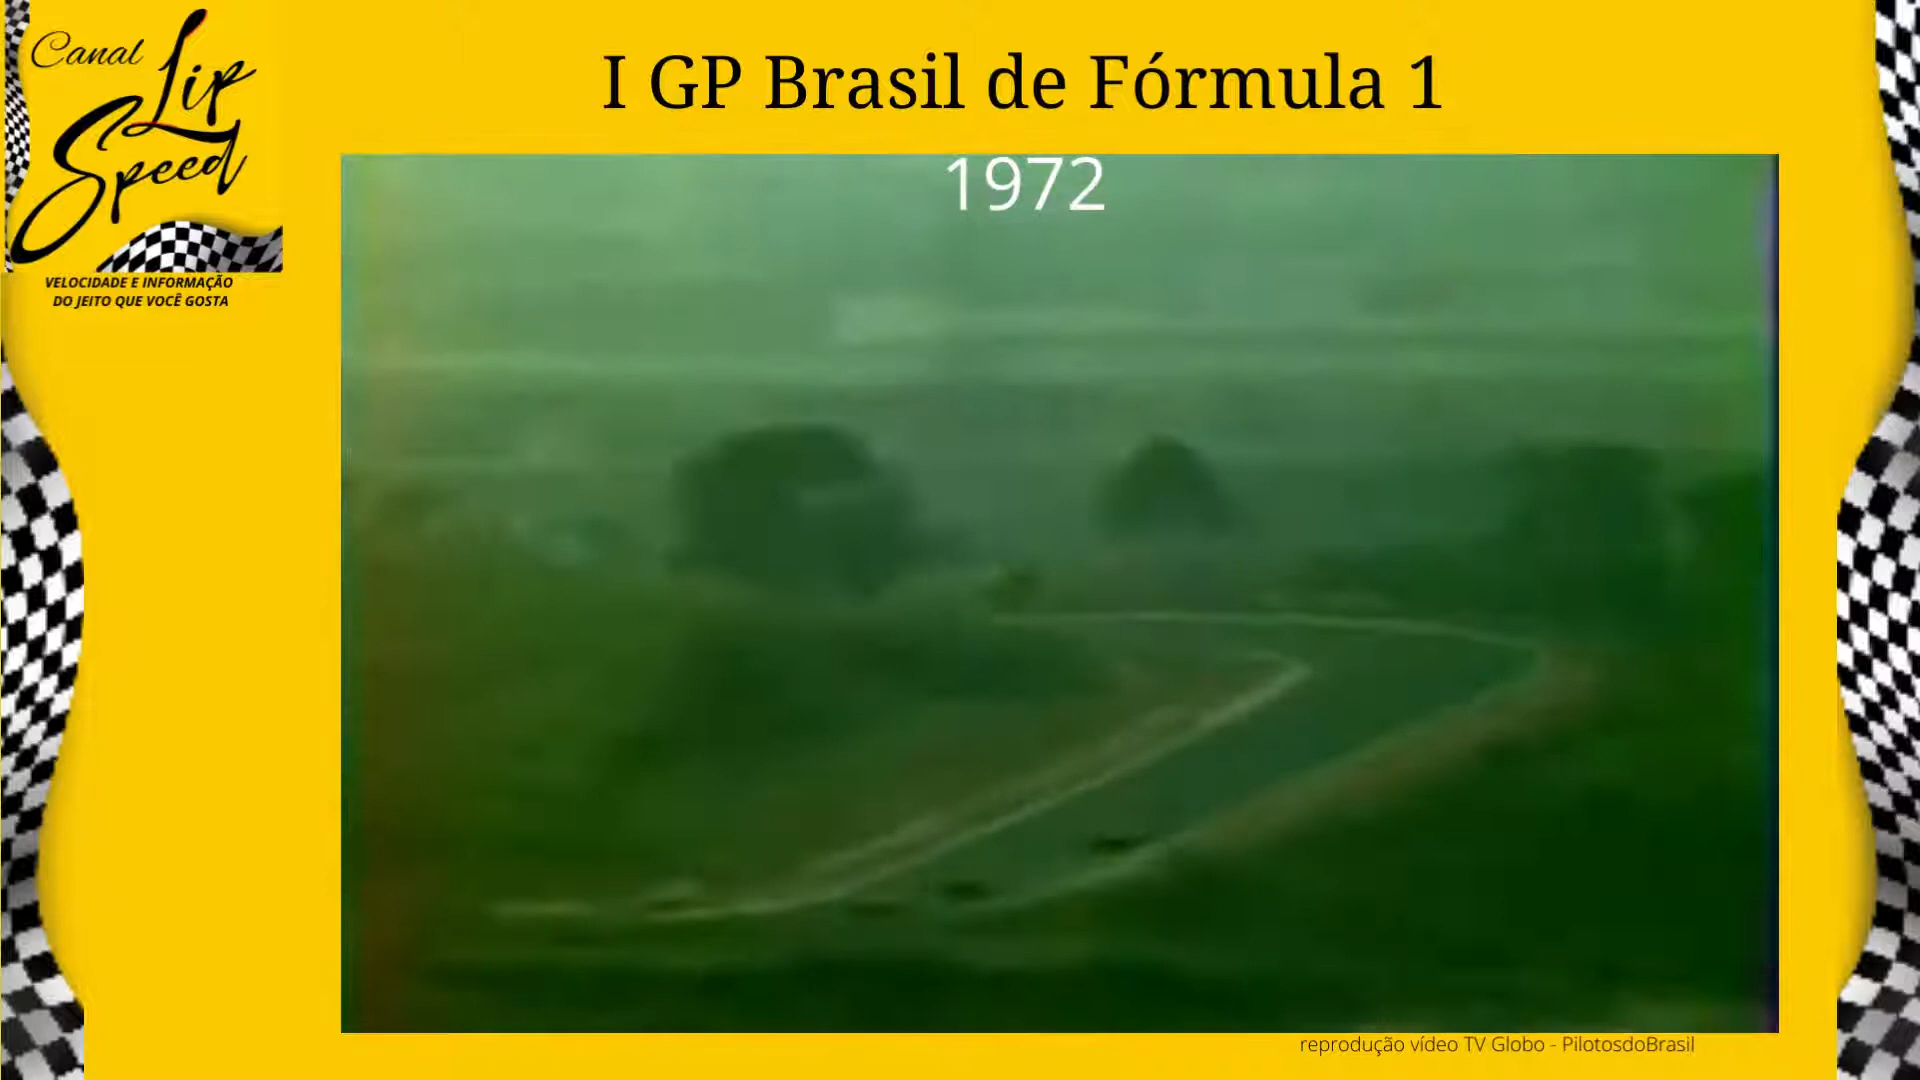 Canal
Lip
Speed
VELOCIDADE E INFORMAÇÃO
DO JEITO QUE VOCÊ GOSTA
I GP Brasil de Fórmula 1
1972
reprodução vídeo TV Globo - PilotosdoBrasil